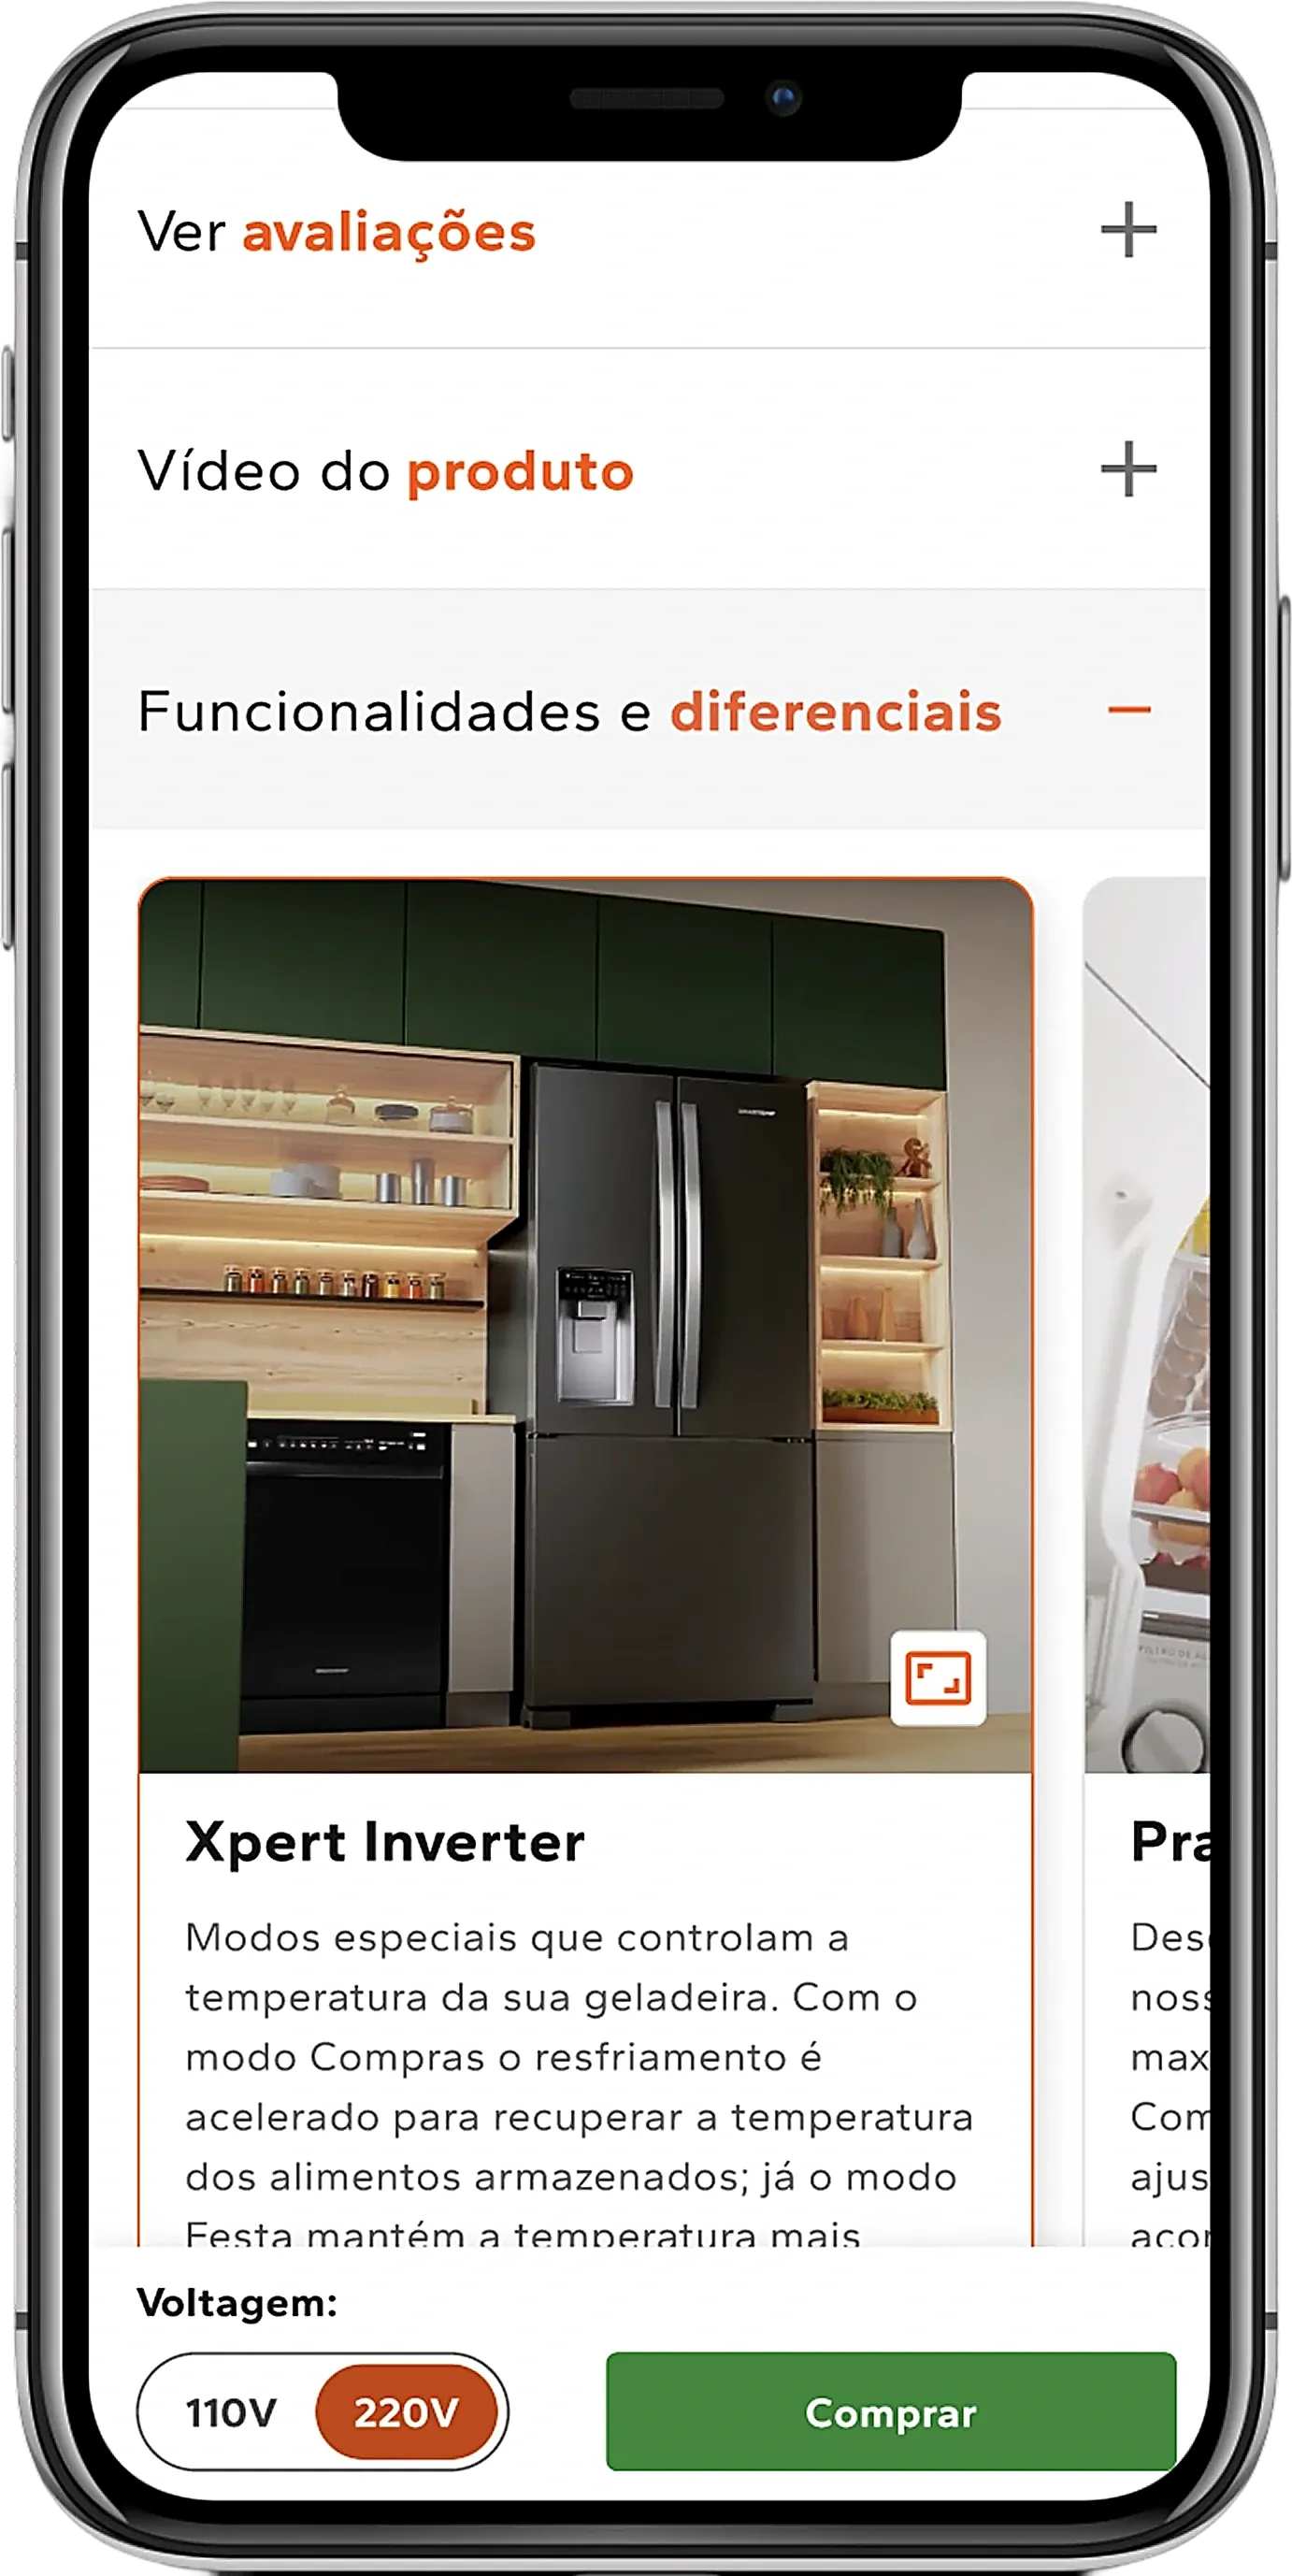 Ver avaliações
Vídeo do produto
Funcionalidades e diferenciais
Xpert Inverter
Modos especiais que controlam a
temperatura da sua geladeira. Com o
modo Compras o resfriamento é
acelerado para recuperar a temperatura
dos alimentos armazenados; já o modo
Festa mantém a temperatura mais
Voltagem:
110V
220V
Comprar